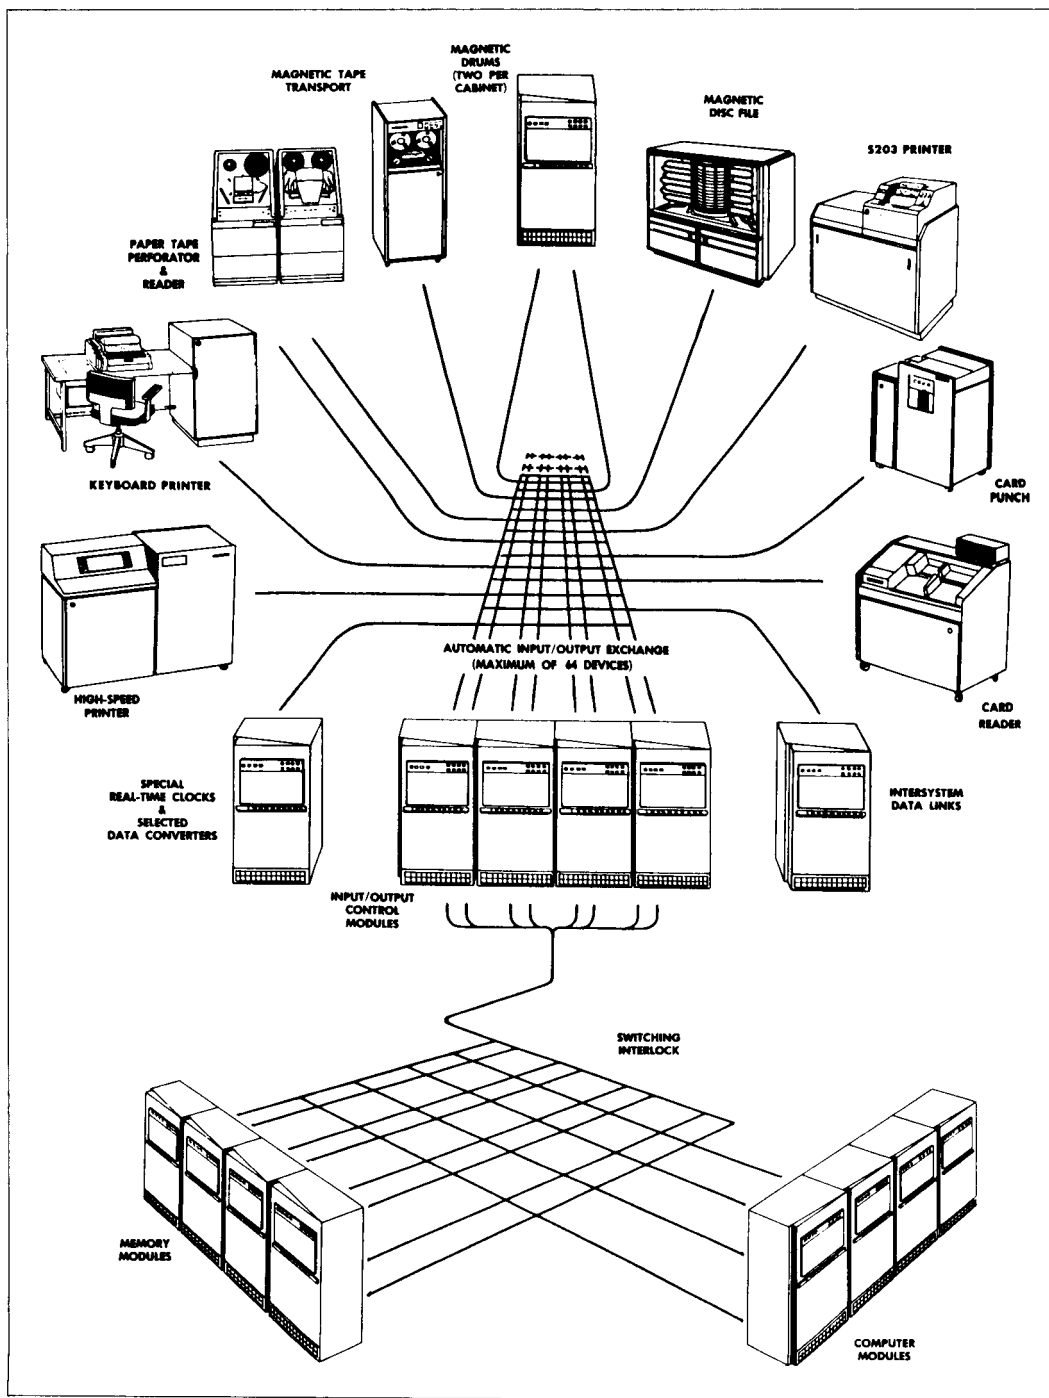 MAGNETIC TAPE
TRANSPORT
MAGNETIC
DRUMS
(TWO PER
CABINET)
MAGNETIC
DISC FILE
S203 PRINTER
PAPER TAPE
PERFORATOR
&
READER
KEYBOARD PRINTER
CARD
PUNCH
HIGH-SPEED
PRINTER
AUTOMATIC INPUT/OUTPUT EXCHANGE
(MAXIMUM OF 64 DEVICES)
CARD
READER
SPECIAL
REAL-TIME CLOCKS
&
SELECTED
DATA CONVERTERS
INTERSYSTEM
DATA LINKS
INPUT/OUTPUT
CONTROL
MODULES
SWITCHING
INTERLOCK
MEMORY
MODULES
COMPUTER
MODULES